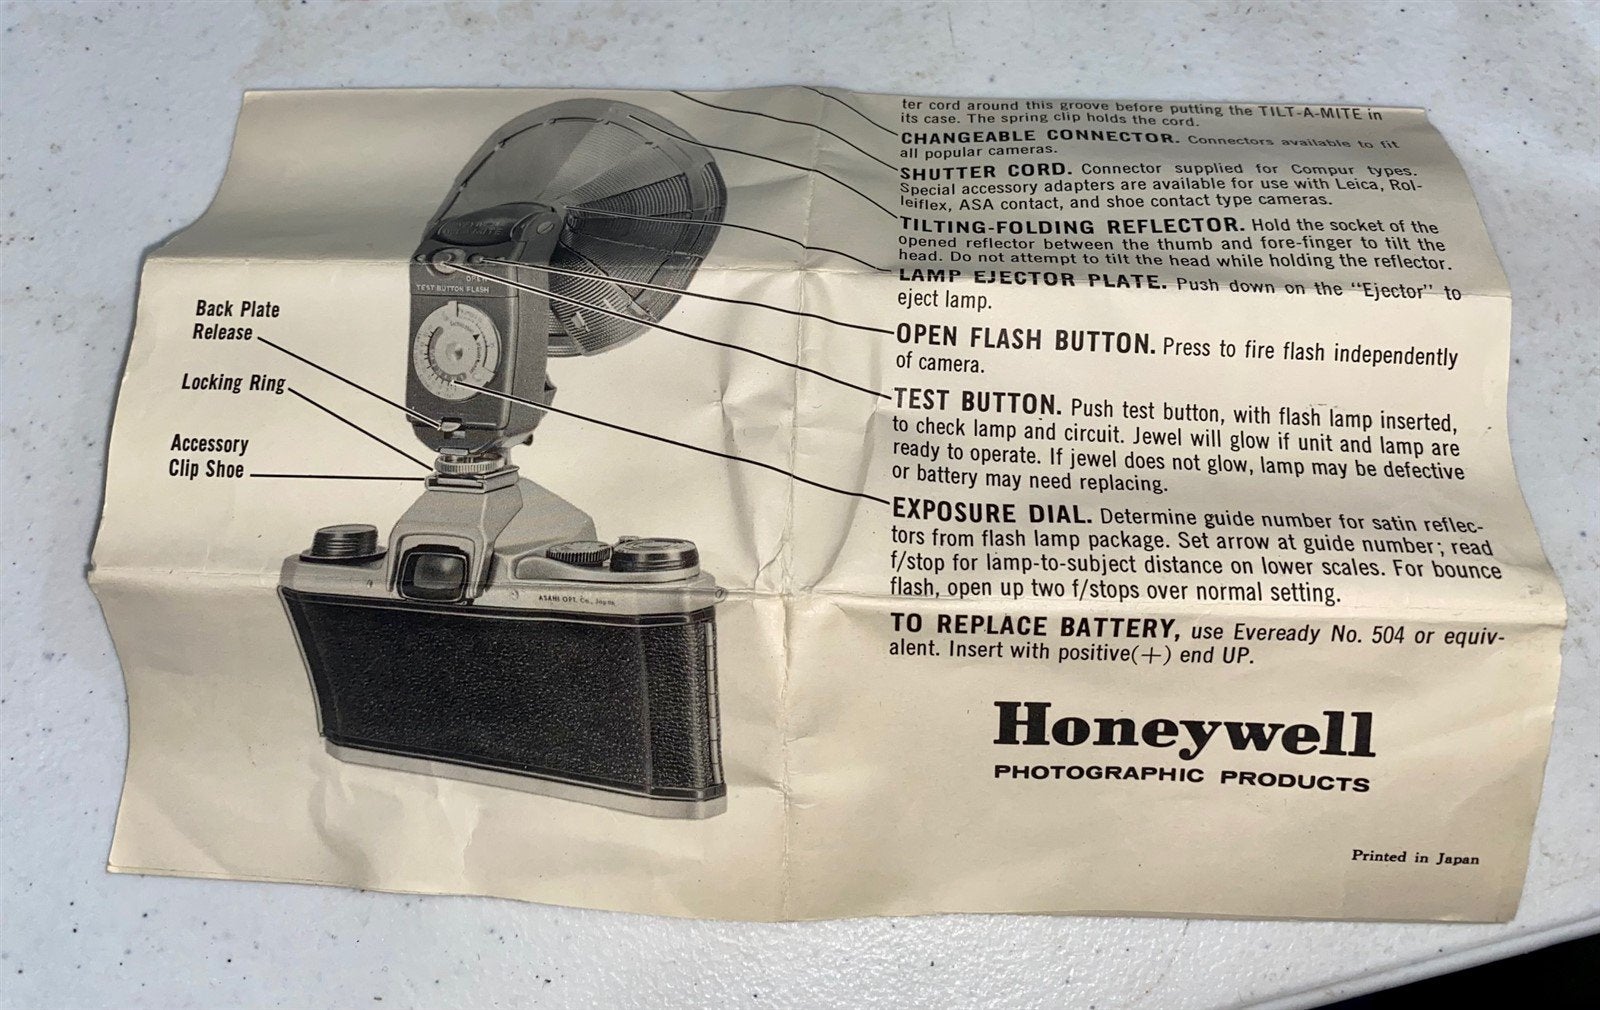 ter cord around this groove before putting the TILT-A-MITE in
its case. The spring clip holds the cord.
CHANGEABLE CONNECTOR. Connectors available to fit
all popular cameras.
SHUTTER CORD. Connector supplied for Compur types.
Special accessory adapters are available for use with Leica, Rol-
leiflex, ASA contact, and shoe contact type cameras.
TILTING-FOLDING REFLECTOR. Hold the socket of the
opened reflector between the thumb and fore-finger to tilt the
head. Do not attempt to tilt the head while holding the reflector.
LAMP EJECTOR PLATE. Push down on the "Ejector" to
eject lamp.
OPEN FLASH BUTTON. Press to fire flash independently
of camera.
TEST BUTTON. Push test button, with flash lamp inserted,
to check lamp and circuit. Jewel will glow if unit and lamp are
ready to operate. If jewel does not glow, lamp may be defective
or battery may need replacing.
EXPOSURE DIAL. Determine guide number for satin reflec-
tors from flash lamp package. Set arrow at guide number; read
f/stop for lamp-to-subject distance on lower scales. For bounce
flash, open up two f/stops over normal setting.
TO REPLACE BATTERY, use Eveready No. 504 or equiv-
alent. Insert with positive(+) end UP.
Honeywell
PHOTOGRAPHIC PRODUCTS
Printed in Japan
Back Plate
Release
Locking Ring
Accessory
Clip Shoe
TEST BUTTON FLASH
ASAHI OPT. Co., Japan